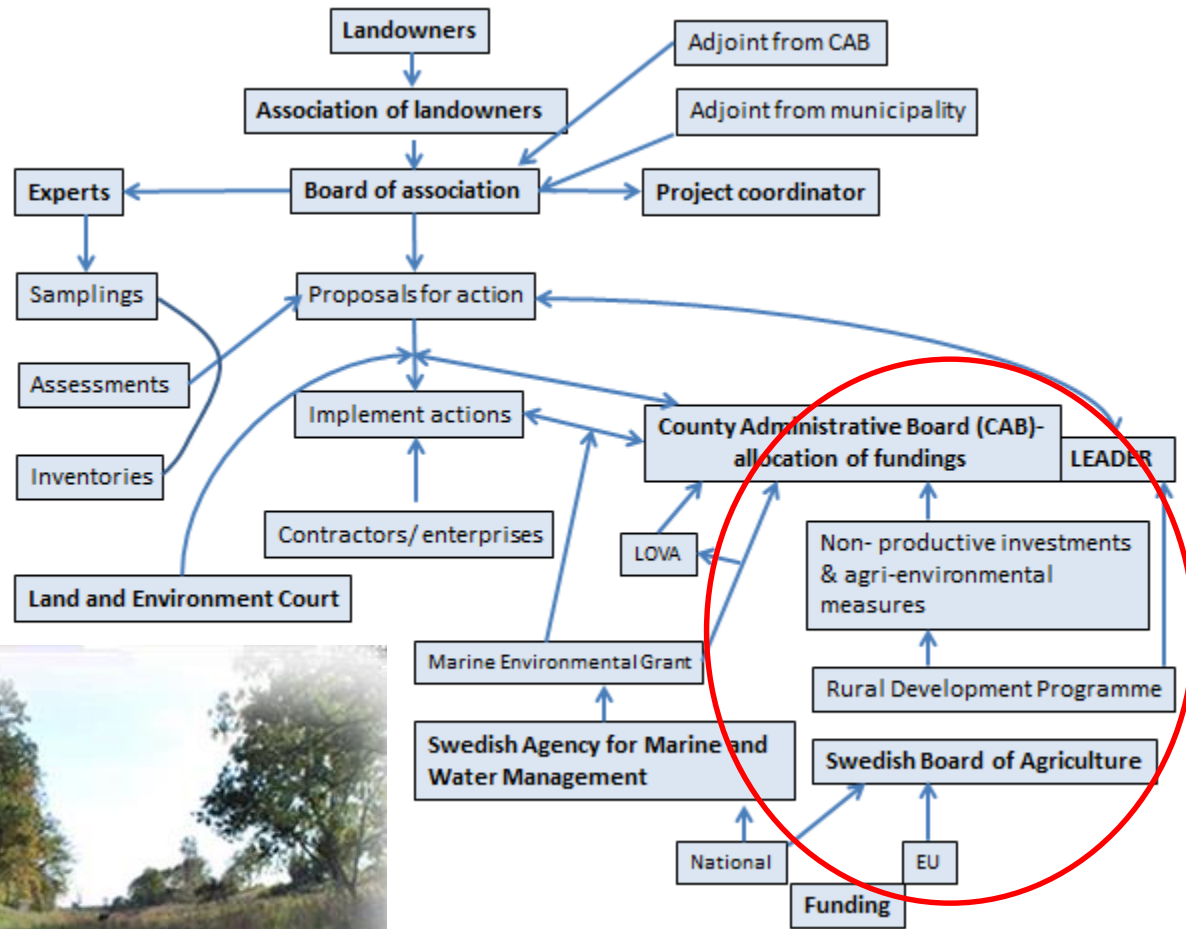 Landowners
Adjoint from CAB
Association of landowners
Adjoint from municipality
Experts
Board of association
Project coordinator
Samplings
Proposals for action
Assessments
Implement actions
County Administrative Board (CAB)-
allocation of fundings
LEADER
Inventories
Contractors/ enterprises
LOVA
Non- productive investments
& agri-environmental
measures
Land and Environment Court
Marine Environmental Grant
Rural Development Programme
Swedish Agency for Marine and
Water Management
Swedish Board of Agriculture
National
EU
Funding